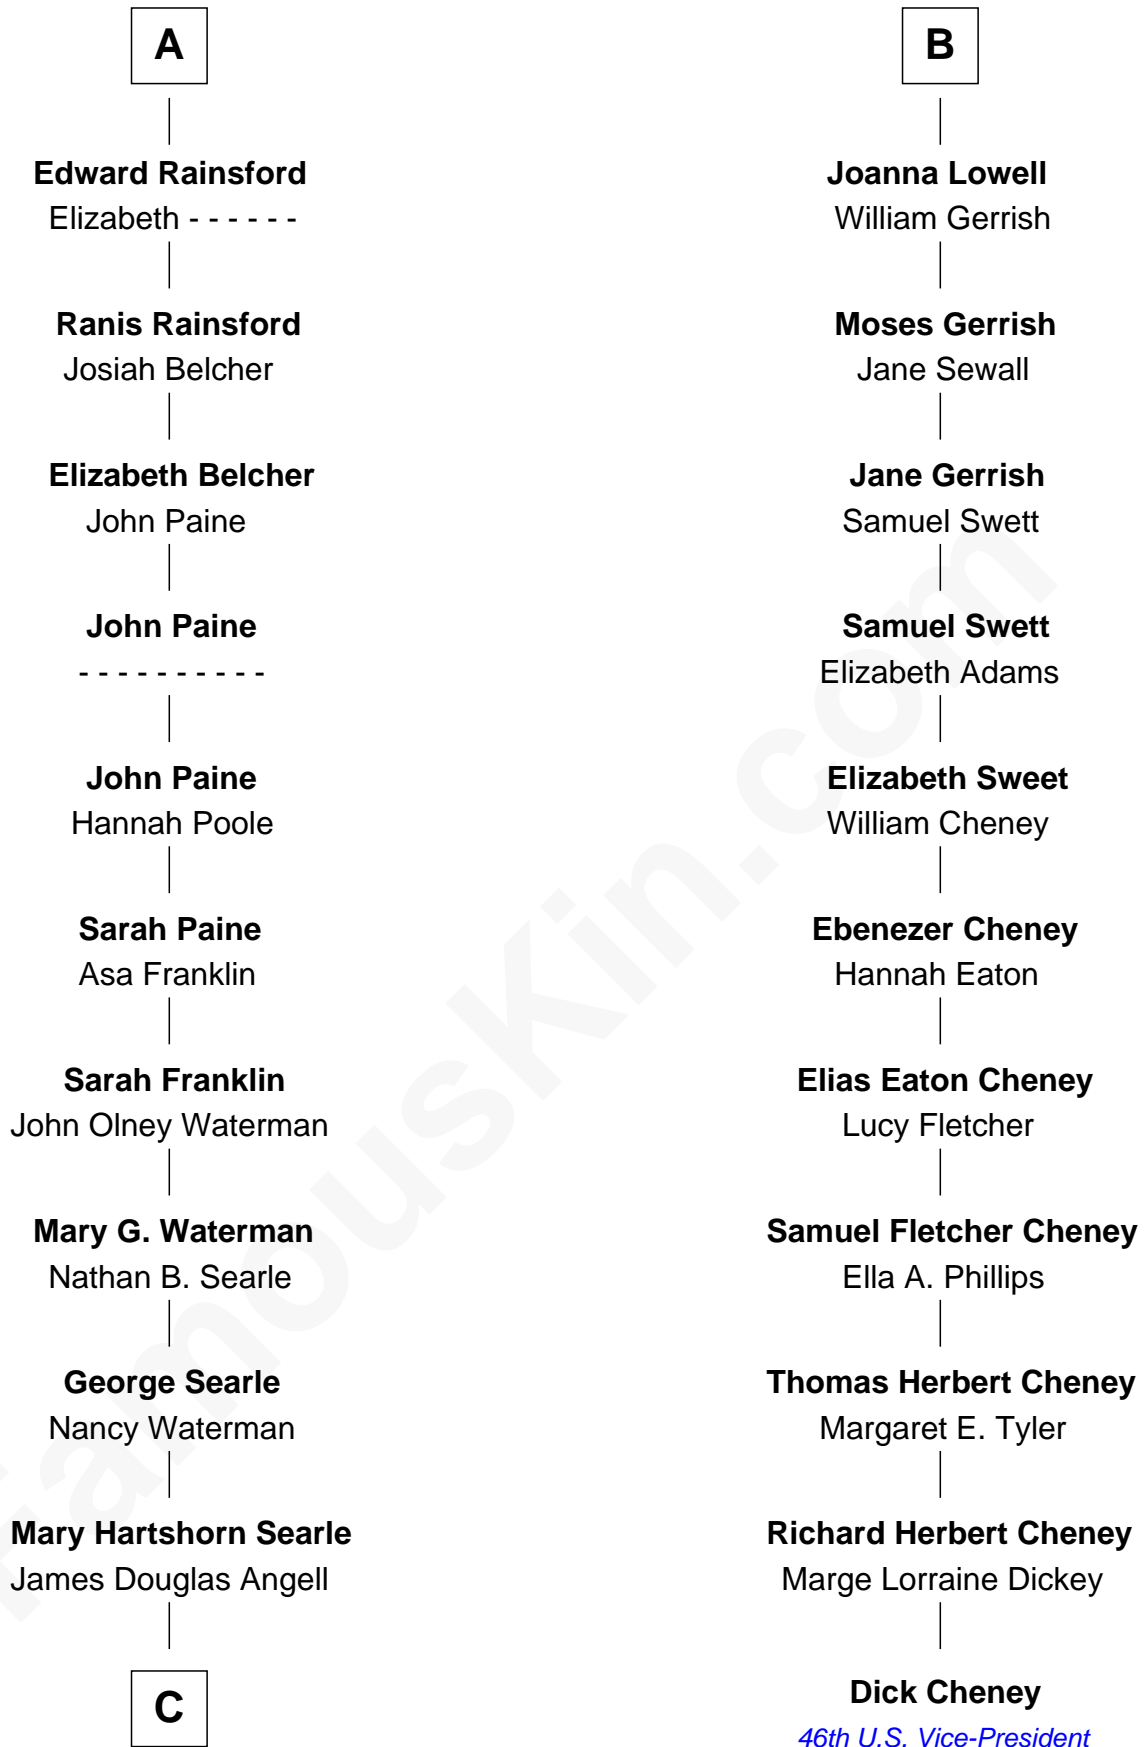 A
Edward Rainsford
Elizabeth - - - - - -
Ranis Rainsford
Josiah Belcher
Elizabeth Belcher
John Paine
John Paine
- - - - - - - - - -
John Paine
Hannah Poole
Sarah Paine
Asa Franklin
Sarah Franklin
John Olney Waterman
Mary G. Waterman
Nathan B. Searle
George Searle
Nancy Waterman
Mary Hartshorn Searle
James Douglas Angell
C
B
Joanna Lowell
William Gerrish
Moses Gerrish
Jane Sewall
Jane Gerrish
Samuel Swett
Samuel Swett
Elizabeth Adams
Elizabeth Sweet
William Cheney
Ebenezer Cheney
Hannah Eaton
Elias Eaton Cheney
Lucy Fletcher
Samuel Fletcher Cheney
Ella A. Phillips
Thomas Herbert Cheney
Margaret E. Tyler
Richard Herbert Cheney
Marge Lorraine Dickey
Dick Cheney
46th U.S. Vice-President
FamousKin.com